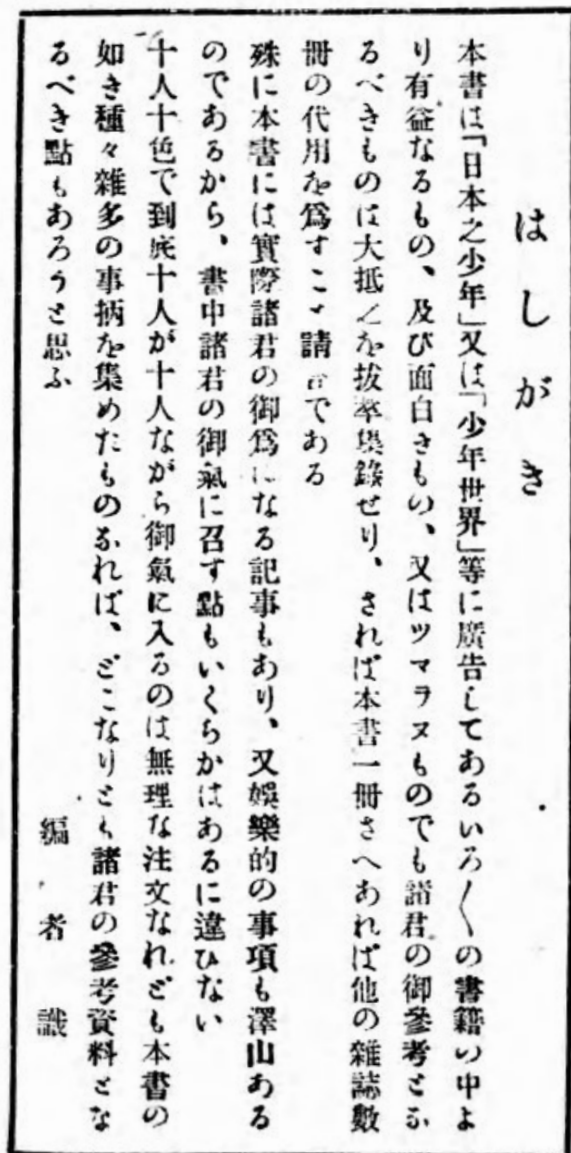 はしがき
本書は「日本之少年」又は「少年世界」等に廣告してあるいろ〳〵の書籍の中よ
り有益なるもの、及び面白きもの、又はツマラヌものでも諸君の御參考とな
るべきものは大抵之を拔萃集錄せり、されば本書一冊さへあれば他の雜誌數
冊の代用を爲すこと請合である
殊に本書には實際諸君の御爲になる記事もあり、又娯樂的の事項も澤山ある
のであるから、書中諸君の御氣に召す點もいくらかはあるに違ひない
十人十色で到底十人が十人ながら御氣に入るのは無理な注文なれども本書の
如き種々雜多の事柄を集めたものなれば、どこなりとも諸君の參考資料とな
るべき點もあろうと思ふ
編者識